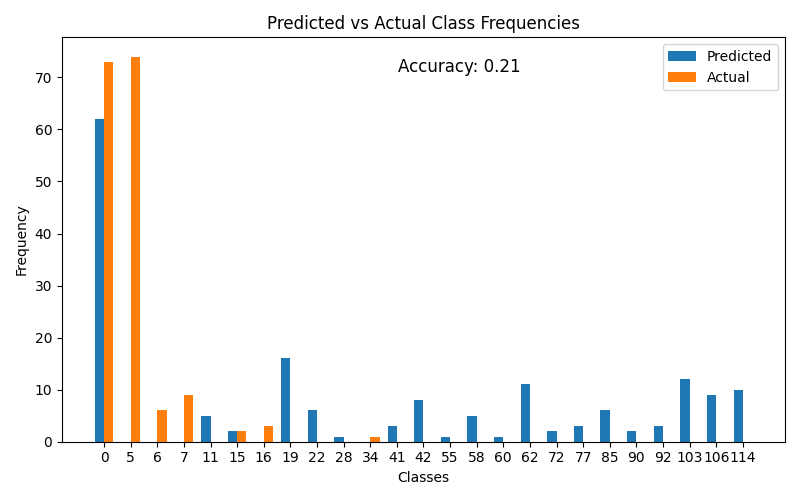 Predicted vs Actual Class Frequencies
Accuracy: 0.21
Predicted
Actual
Frequency
70
60
50
40
30
20
10
0
0 5 6 7 11 15 16 19 22 28 34 41 42 55 58 60 62 72 77 85 90 92 103 106 114
Classes